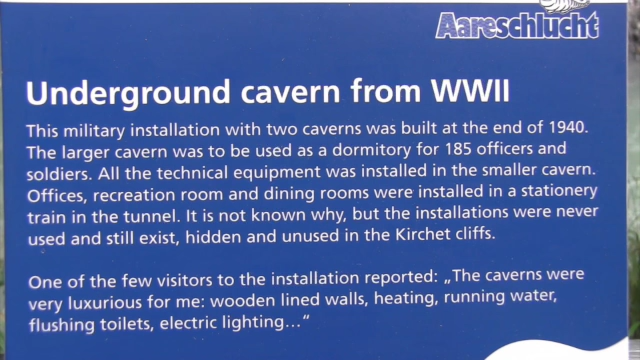 Aareschlucht
Underground cavern from WWII
This military installation with two caverns was built at the end of 1940.
The larger cavern was to be used as a dormitory for 185 officers and
soldiers. All the technical equipment was installed in the smaller cavern.
Offices, recreation room and dining rooms were installed in a stationery
train in the tunnel. It is not known why, but the installations were never
used and still exist, hidden and unused in the Kirchet cliffs.
One of the few visitors to the installation reported: „The caverns were
very luxurious for me: wooden lined walls, heating, running water,
flushing toilets, electric lighting...“